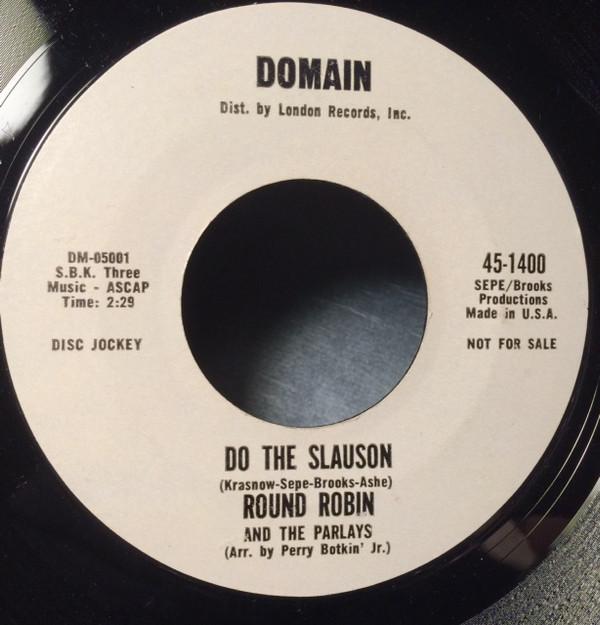 DOMAIN
Dist. by London Records, Inc.
DM-05001
S.B.K. Three
Music - ASCAP
Time: 2:29
DISC JOCKEY
45-1400
SEPE/Brooks
Productions
Made in U.S.A.
NOT FOR SALE
DO THE SLAUSON
(Krasnow-Sepe-Brooks-Ashe)
ROUND ROBIN
AND THE PARLAYS
(Arr. by Perry Botkin' Jr.)